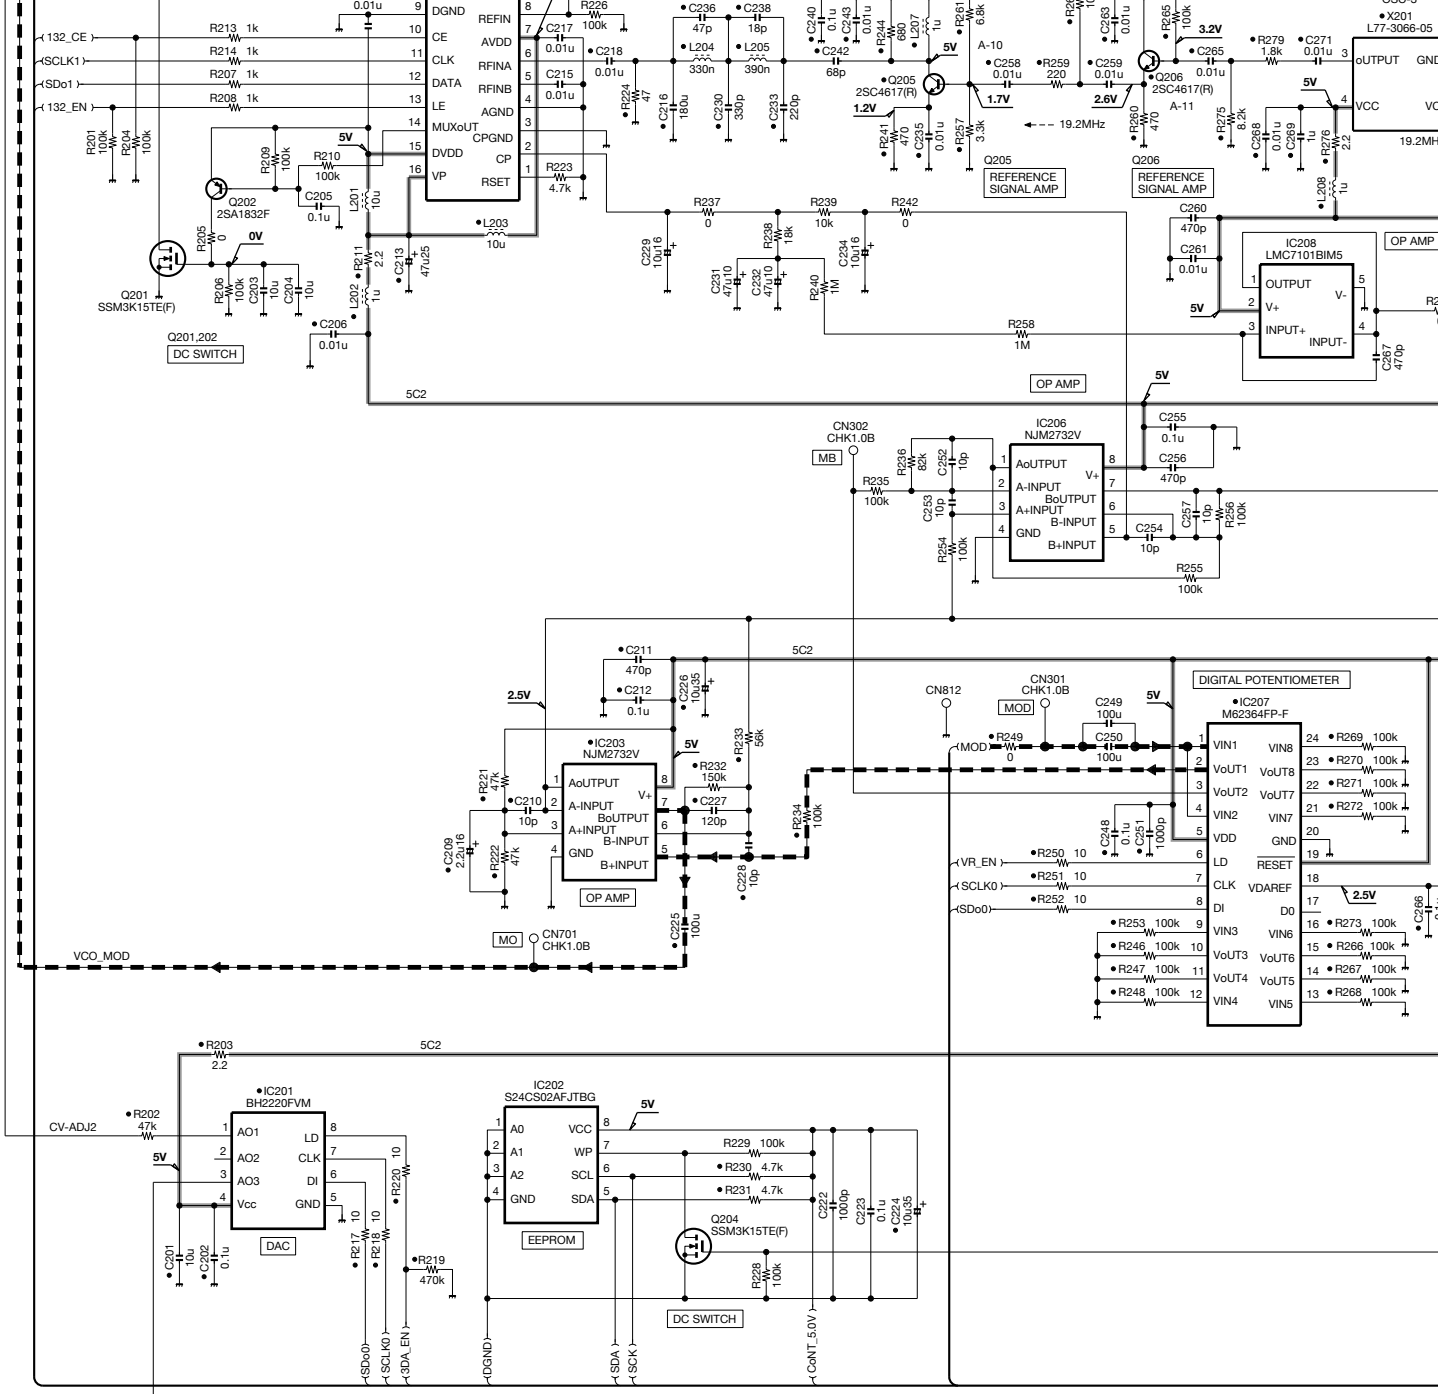 0.01u
9 DGND
10 CE
11 CLK
12 DATA
13 LE
14 MUXoUT
15 DVDD
16 VP
8 REFIN
7 AVDD
6 RFINA
5 RFINB
4 AGND
3 CPGND
2 CP
1 RSET
132_CE
SCLK1
SDo1
132_EN
R213 1k
R214 1k
R207 1k
R208 1k
R201 120k
R204 100k
R209 100k
R210 100k
C205 0.1u
5V
Q202
2SA1832F
R205 0
0V
R206 100k
C203 10u
C204 10u
Q201
SSM3K15TE(F)
Q201,202
DC SWITCH
L201 10u
R211 2.2
L202 1u
C206
0.01u
C213 47u25
L203
10u
R226
100k
C217
0.01u
C215
0.01u
R223
4.7k
C218
0.01u
R224 47
C216 180u
C236
47p
L204
330n
C230 330p
C238
18p
L205
390n
C233 220p
C242
68p
C240 0.1u
C243 0.01u
R244 680
L207 1u
5V
A-10
Q205
2SC4617(R)
1.2V
R241 470
C235 0.01u
R261 6.8k
1.7V
R257 3.3k
C258
0.01u
R259
220
C259
0.01u
2.6V
C263 0.01u
R260 470
19.2MHz
Q206
2SC4617(R)
A-11
R265 100k
3.2V
C265
0.01u
R275 8.2k
R279
1.8k
C271
0.01u
X201
L77-3066-05
3 oUTPUT
GND
4 VCC
19.2MH
5V
C268 0.01u
C269 1u
R276 2.2
L208 1u
Q205
REFERENCE
SIGNAL AMP
Q206
REFERENCE
SIGNAL AMP
R237
0
R239
10k
R242
0
C229 10u16
R238 18k
C231 47u10
C232 47u10
R240 1M
C234 10u16
R258
1M
C260
470p
C261
0.01u
5V
IC208
LMC7101BIM5
1 OUTPUT
2 V+
3 INPUT+
5 V-
4 INPUT-
C267 470p
OP AMP
5C2
OP AMP
5V
CN302
CHK1.0B
MB
R235
100k
R236 82k
C252 10p
C253 10p
R254 100k
IC206
NJM2732V
1 AoUTPUT
2 A-INPUT
3 A+INPUT
4 GND
8 V+
7 BoUTPUT
6 B-INPUT
5 B+INPUT
C255
0.1u
C256
470p
C254
10p
C257 10p
R256 100k
R255
100k
5C2
C211
470p
C212
0.1u
C226 10u35
2.5V
R233 56k
5V
IC203
NJM2732V
1 AoUTPUT
2 A-INPUT
3 A+INPUT
4 GND
8 V+
7 BoUTPUT
6 B-INPUT
5 B+INPUT
OP AMP
R221 47k
C210
10p
C209 2.2u16
R222 47k
R232
150k
C227
120p
C228 10p
C225 100u
R234 100k
CN701
CHK1.0B
MO
VCO_MOD
CN812
CN301
CHK1.0B
MOD
MOD
R249
0
C249
100u
C250
100u
5V
DIGITAL POTENTIOMETER
IC207
M62364FP-F
1 VIN1
2 VoUT1
3 VoUT2
4 VIN2
5 VDD
6 LD
7 CLK
8 DI
9 VIN3
10 VoUT3
11 VoUT4
12 VIN4
24 VIN8
23 VoUT8
22 VoUT7
21 VIN7
20 GND
19 RESET
18 VDAREF
17 D0
16 VIN6
15 VoUT6
14 VoUT5
13 VIN5
R269 100k
R270 100k
R271 100k
R272 100k
2.5V
C266
R273 100k
R266 100k
R267 100k
R268 100k
C248 0.1u
C251 1000p
VR_EN
SCLK0
SDo0
R250 10
R251 10
R252 10
R253 100k
R246 100k
R247 100k
R248 100k
R203
2.2
5C2
CV-ADJ2
R202
47k
5V
IC201
BH2220FVM
1 AO1
2 AO2
3 AO3
4 Vcc
8 LD
7 CLK
6 DI
5 GND
DAC
C201 10u
C202 0.1u
R217 10
R218 10
R220 10
R219
470k
SDo0
SCLK0
3DA_EN
IC202
S24CS02AFJTBG
1 A0
2 A1
3 A2
4 GND
8 VCC
7 WP
6 SCL
5 SDA
EEPROM
5V
R229 100k
R230 4.7k
R231 4.7k
Q204
SSM3K15TE(F)
R228 100k
DC SWITCH
C222 1000p
C223 0.1u
C224 10u35
DGND
SDA
SCK
CoNT_5.0V